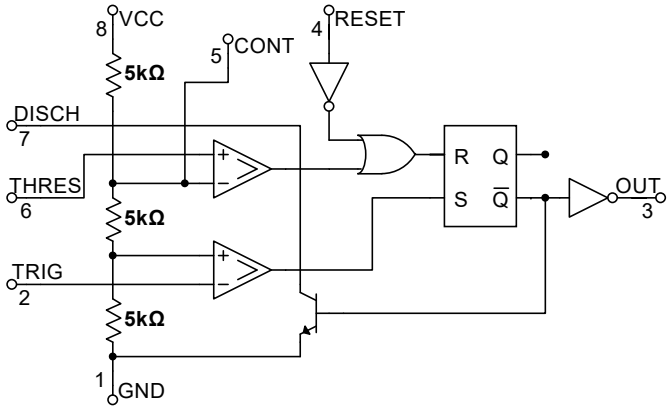 VCC
8
RESET
4
CONT
5
5kΩ
DISCH
7
+
−
>
R
Q
THRES
6
S
Q̅
OUT
3
5kΩ
+
−
>
TRIG
2
5kΩ
1
GND